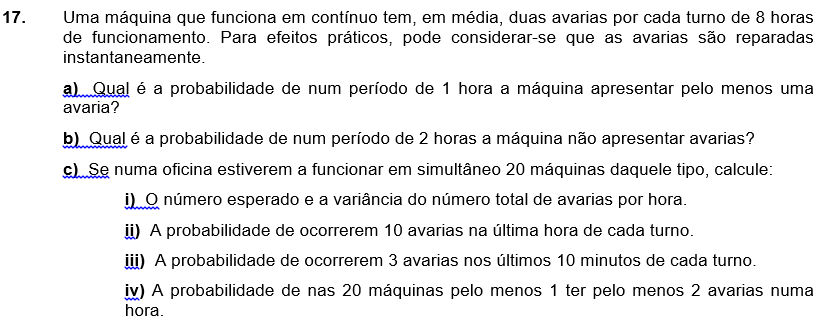 17. Uma máquina que funciona em contínuo tem, em média, duas avarias por cada turno de 8 horas
de funcionamento. Para efeitos práticos, pode considerar-se que as avarias são reparadas
instantaneamente.
a) Qual é a probabilidade de num período de 1 hora a máquina apresentar pelo menos uma
avaria?
b) Qual é a probabilidade de num período de 2 horas a máquina não apresentar avarias?
c) Se numa oficina estiverem a funcionar em simultâneo 20 máquinas daquele tipo, calcule:
i) O número esperado e a variância do número total de avarias por hora.
ii) A probabilidade de ocorrerem 10 avarias na última hora de cada turno.
iii) A probabilidade de ocorrerem 3 avarias nos últimos 10 minutos de cada turno.
iv) A probabilidade de nas 20 máquinas pelo menos 1 ter pelo menos 2 avarias numa
hora.